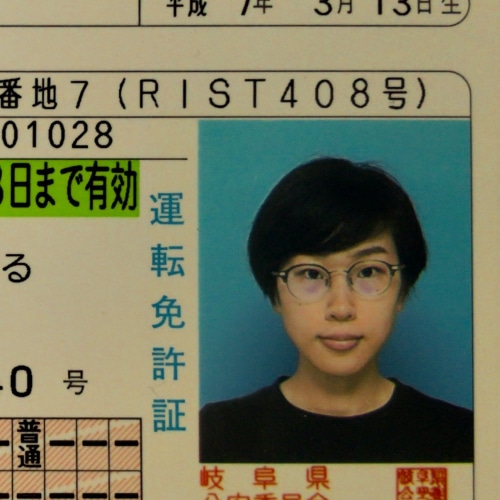 平成 7年 3月13日生
番地7(RIST408号)
01028
日まで有効
運転免許証
る
0 号
普通
岐阜県
公安委員会